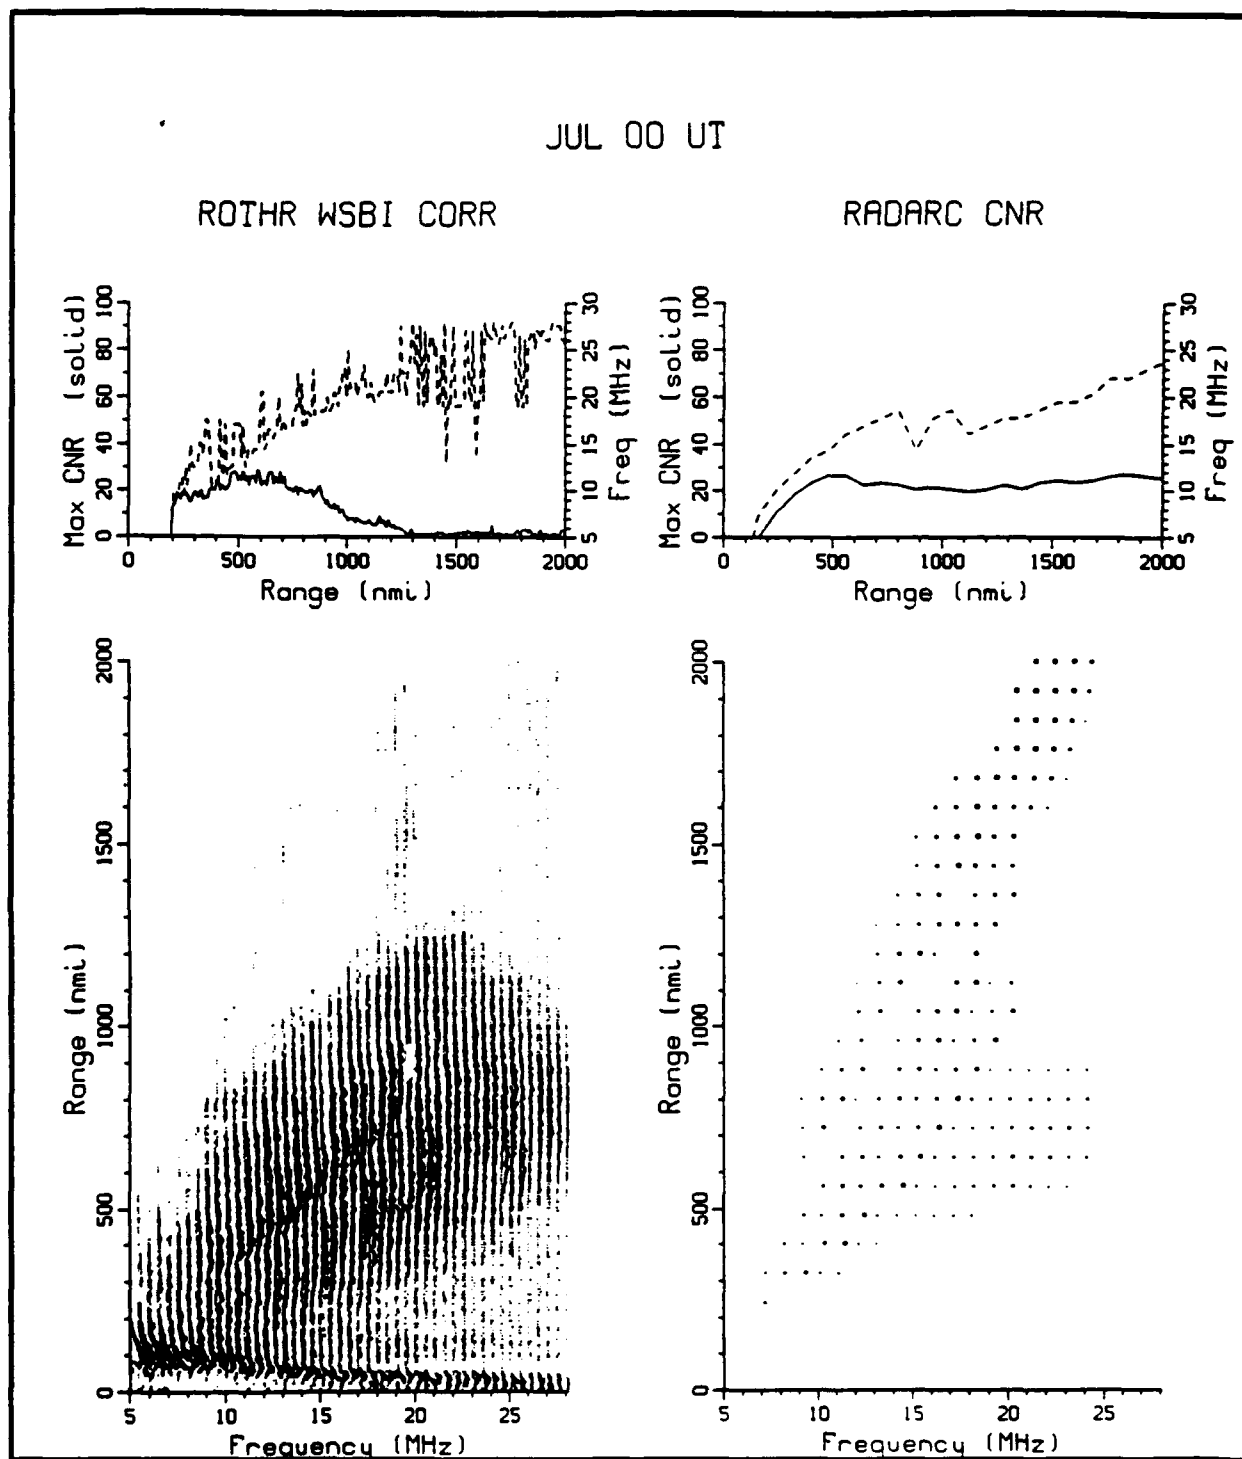 JUL 00 UT
ROTHR WSBI CORR
RADARC CNR
Max CNR (solid)
0 20 40 60 80 100
Freq (MHz)
5 10 15 20 25 30
0 500 1000 1500 2000
Range (nmi)
Max CNR (solid)
0 20 40 60 80 100
Freq (MHz)
5 10 15 20 25 30
0 500 1000 1500 2000
Range (nmi)
Range (nmi)
0 500 1000 1500 2000
5 10 15 20 25
Frequency (MHz)
Range (nmi)
0 500 1000 1500 2000
5 10 15 20 25
Frequency (MHz)